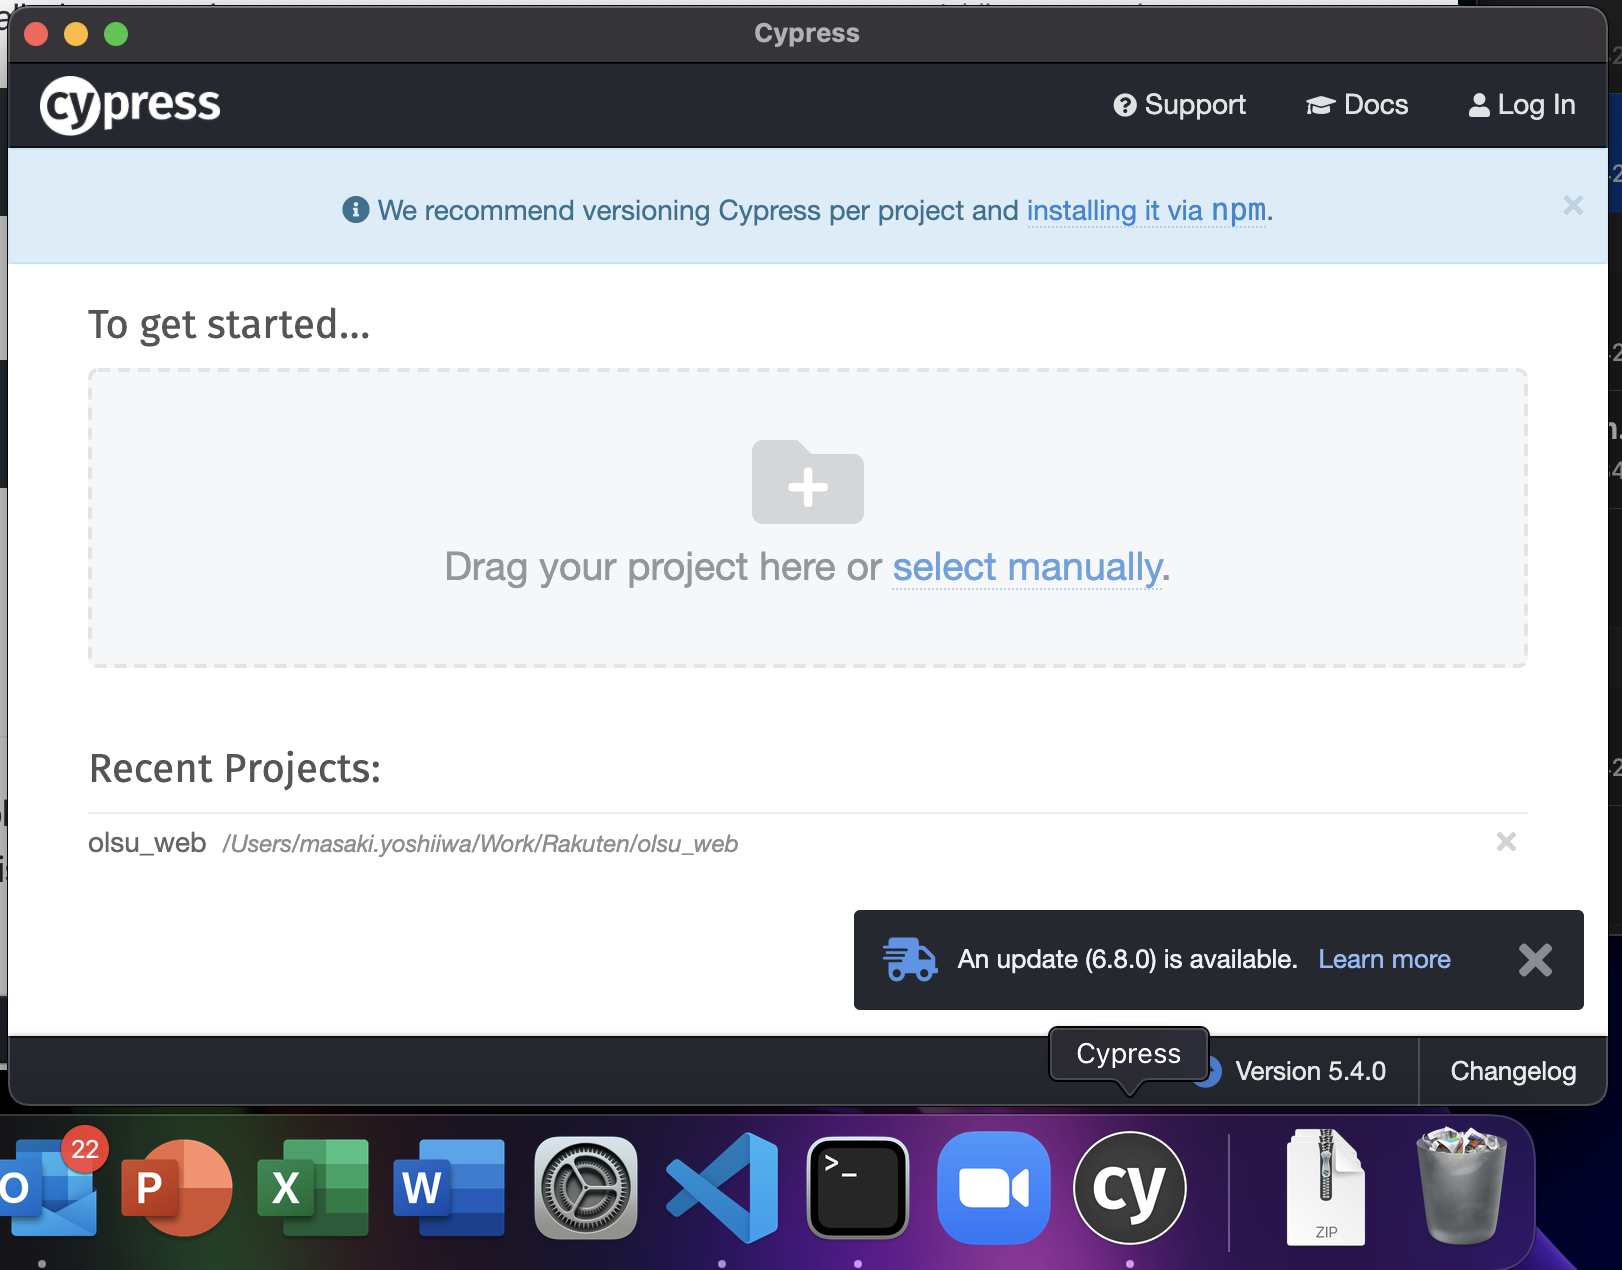 Cypress
cypress
Support
Docs
Log In
We recommend versioning Cypress per project and installing it via npm.
To get started...
Drag your project here or select manually.
Recent Projects:
olsu_web /Users/masaki.yoshiiwa/Work/Rakuten/olsu_web
An update (6.8.0) is available. Learn more
Cypress
Version 5.4.0
Changelog
22
O
P
X
W
>_
cy
ZIP